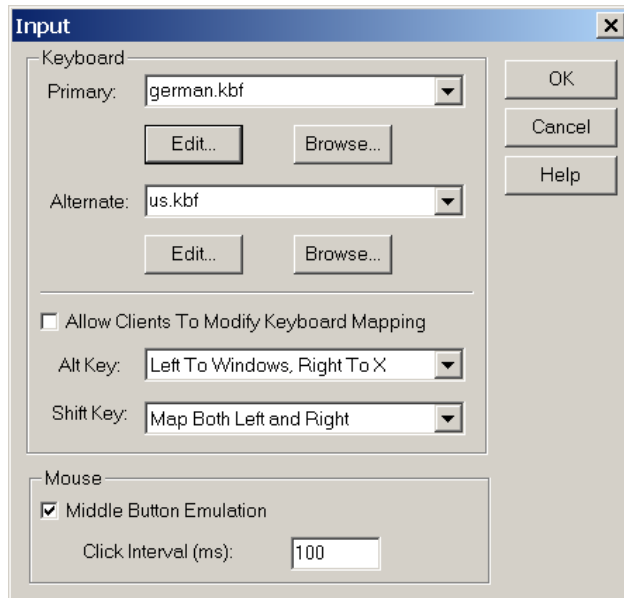 Input
Keyboard
Primary: german.kbf
OK
Edit... Browse...
Cancel
Help
Alternate: us.kbf
Edit... Browse...
Allow Clients To Modify Keyboard Mapping
Alt Key: Left To Windows, Right To X
Shift Key: Map Both Left and Right
Mouse
Middle Button Emulation
Click Interval (ms): 100